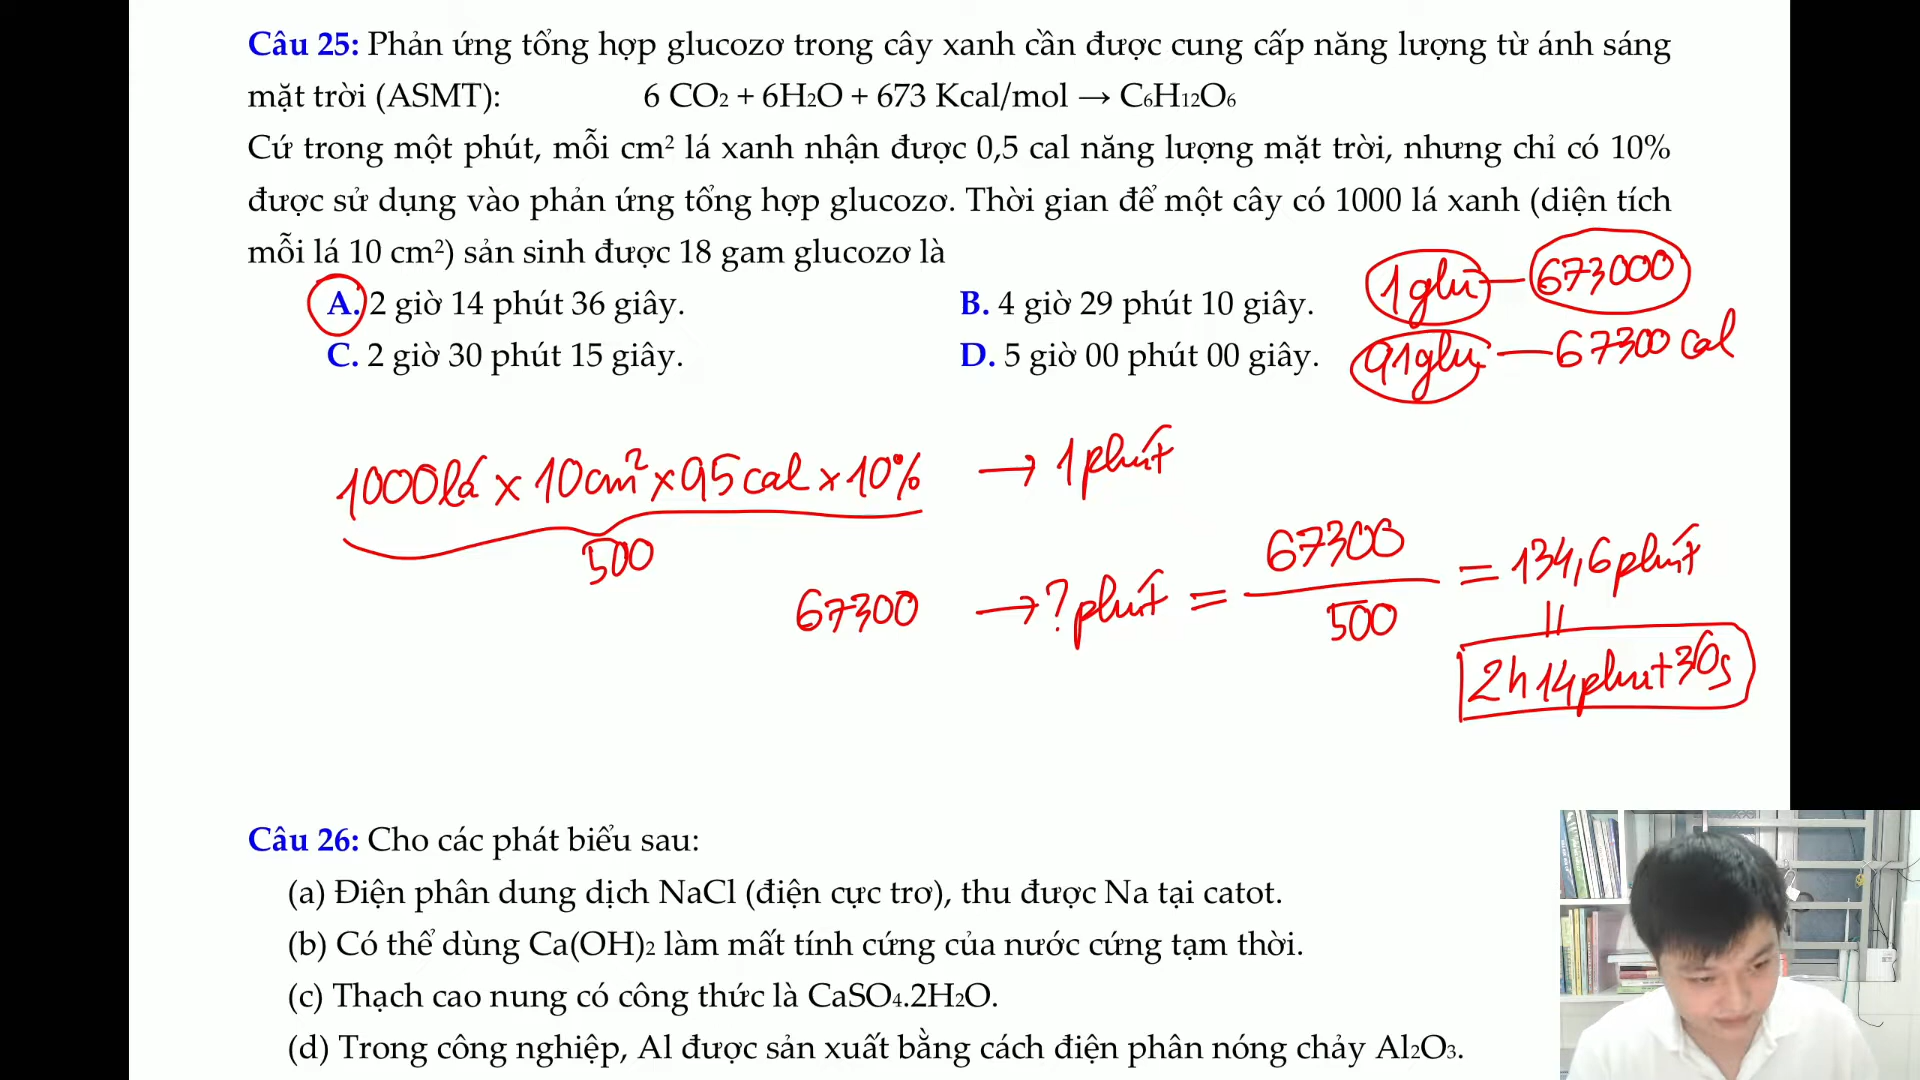 Câu 25: Phản ứng tổng hợp glucozơ trong cây xanh cần được cung cấp năng lượng từ ánh sáng
mặt trời (ASMT): 6 CO₂ + 6H₂O + 673 Kcal/mol → C₆H₁₂O₆
Cứ trong một phút, mỗi cm² lá xanh nhận được 0,5 cal năng lượng mặt trời, nhưng chỉ có 10%
được sử dụng vào phản ứng tổng hợp glucozơ. Thời gian để một cây có 1000 lá xanh (diện tích
mỗi lá 10 cm²) sản sinh được 18 gam glucozơ là
1glu — 673000
A. 2 giờ 14 phút 36 giây. B. 4 giờ 29 phút 10 giây.
0,1glu — 67300 cal
C. 2 giờ 30 phút 15 giây. D. 5 giờ 00 phút 00 giây.
1000lá × 10cm² × 0,5 cal × 10% → 1 phút
500
67300 → ? phút = 67300 / 500 = 134,6 phút
=
2h 14phút 36s
Câu 26: Cho các phát biểu sau:
(a) Điện phân dung dịch NaCl (điện cực trơ), thu được Na tại catot.
(b) Có thể dùng Ca(OH)₂ làm mất tính cứng của nước cứng tạm thời.
(c) Thạch cao nung có công thức là CaSO₄.2H₂O.
(d) Trong công nghiệp, Al được sản xuất bằng cách điện phân nóng chảy Al₂O₃.